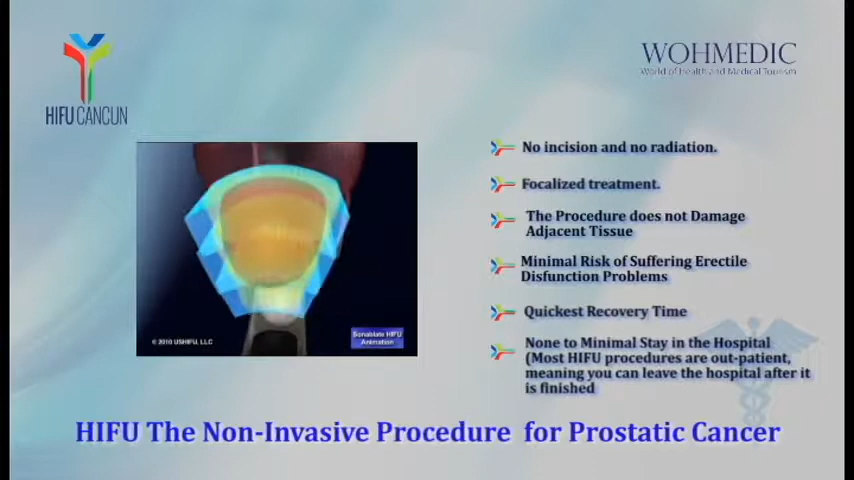 HIFU CANCUN
WOHMEDIC
World of Health and Medical Tourism
No incision and no radiation.
Focalized treatment.
The Procedure does not Damage
Adjacent Tissue
Minimal Risk of Suffering Erectile
Disfunction Problems
Quickest Recovery Time
None to Minimal Stay in the Hospital
(Most HIFU procedures are out-patient,
meaning you can leave the hospital after it
is finished
© 2010 USHIFU, LLC
Sonablate HIFU
Animation
HIFU The Non-Invasive Procedure for Prostatic Cancer